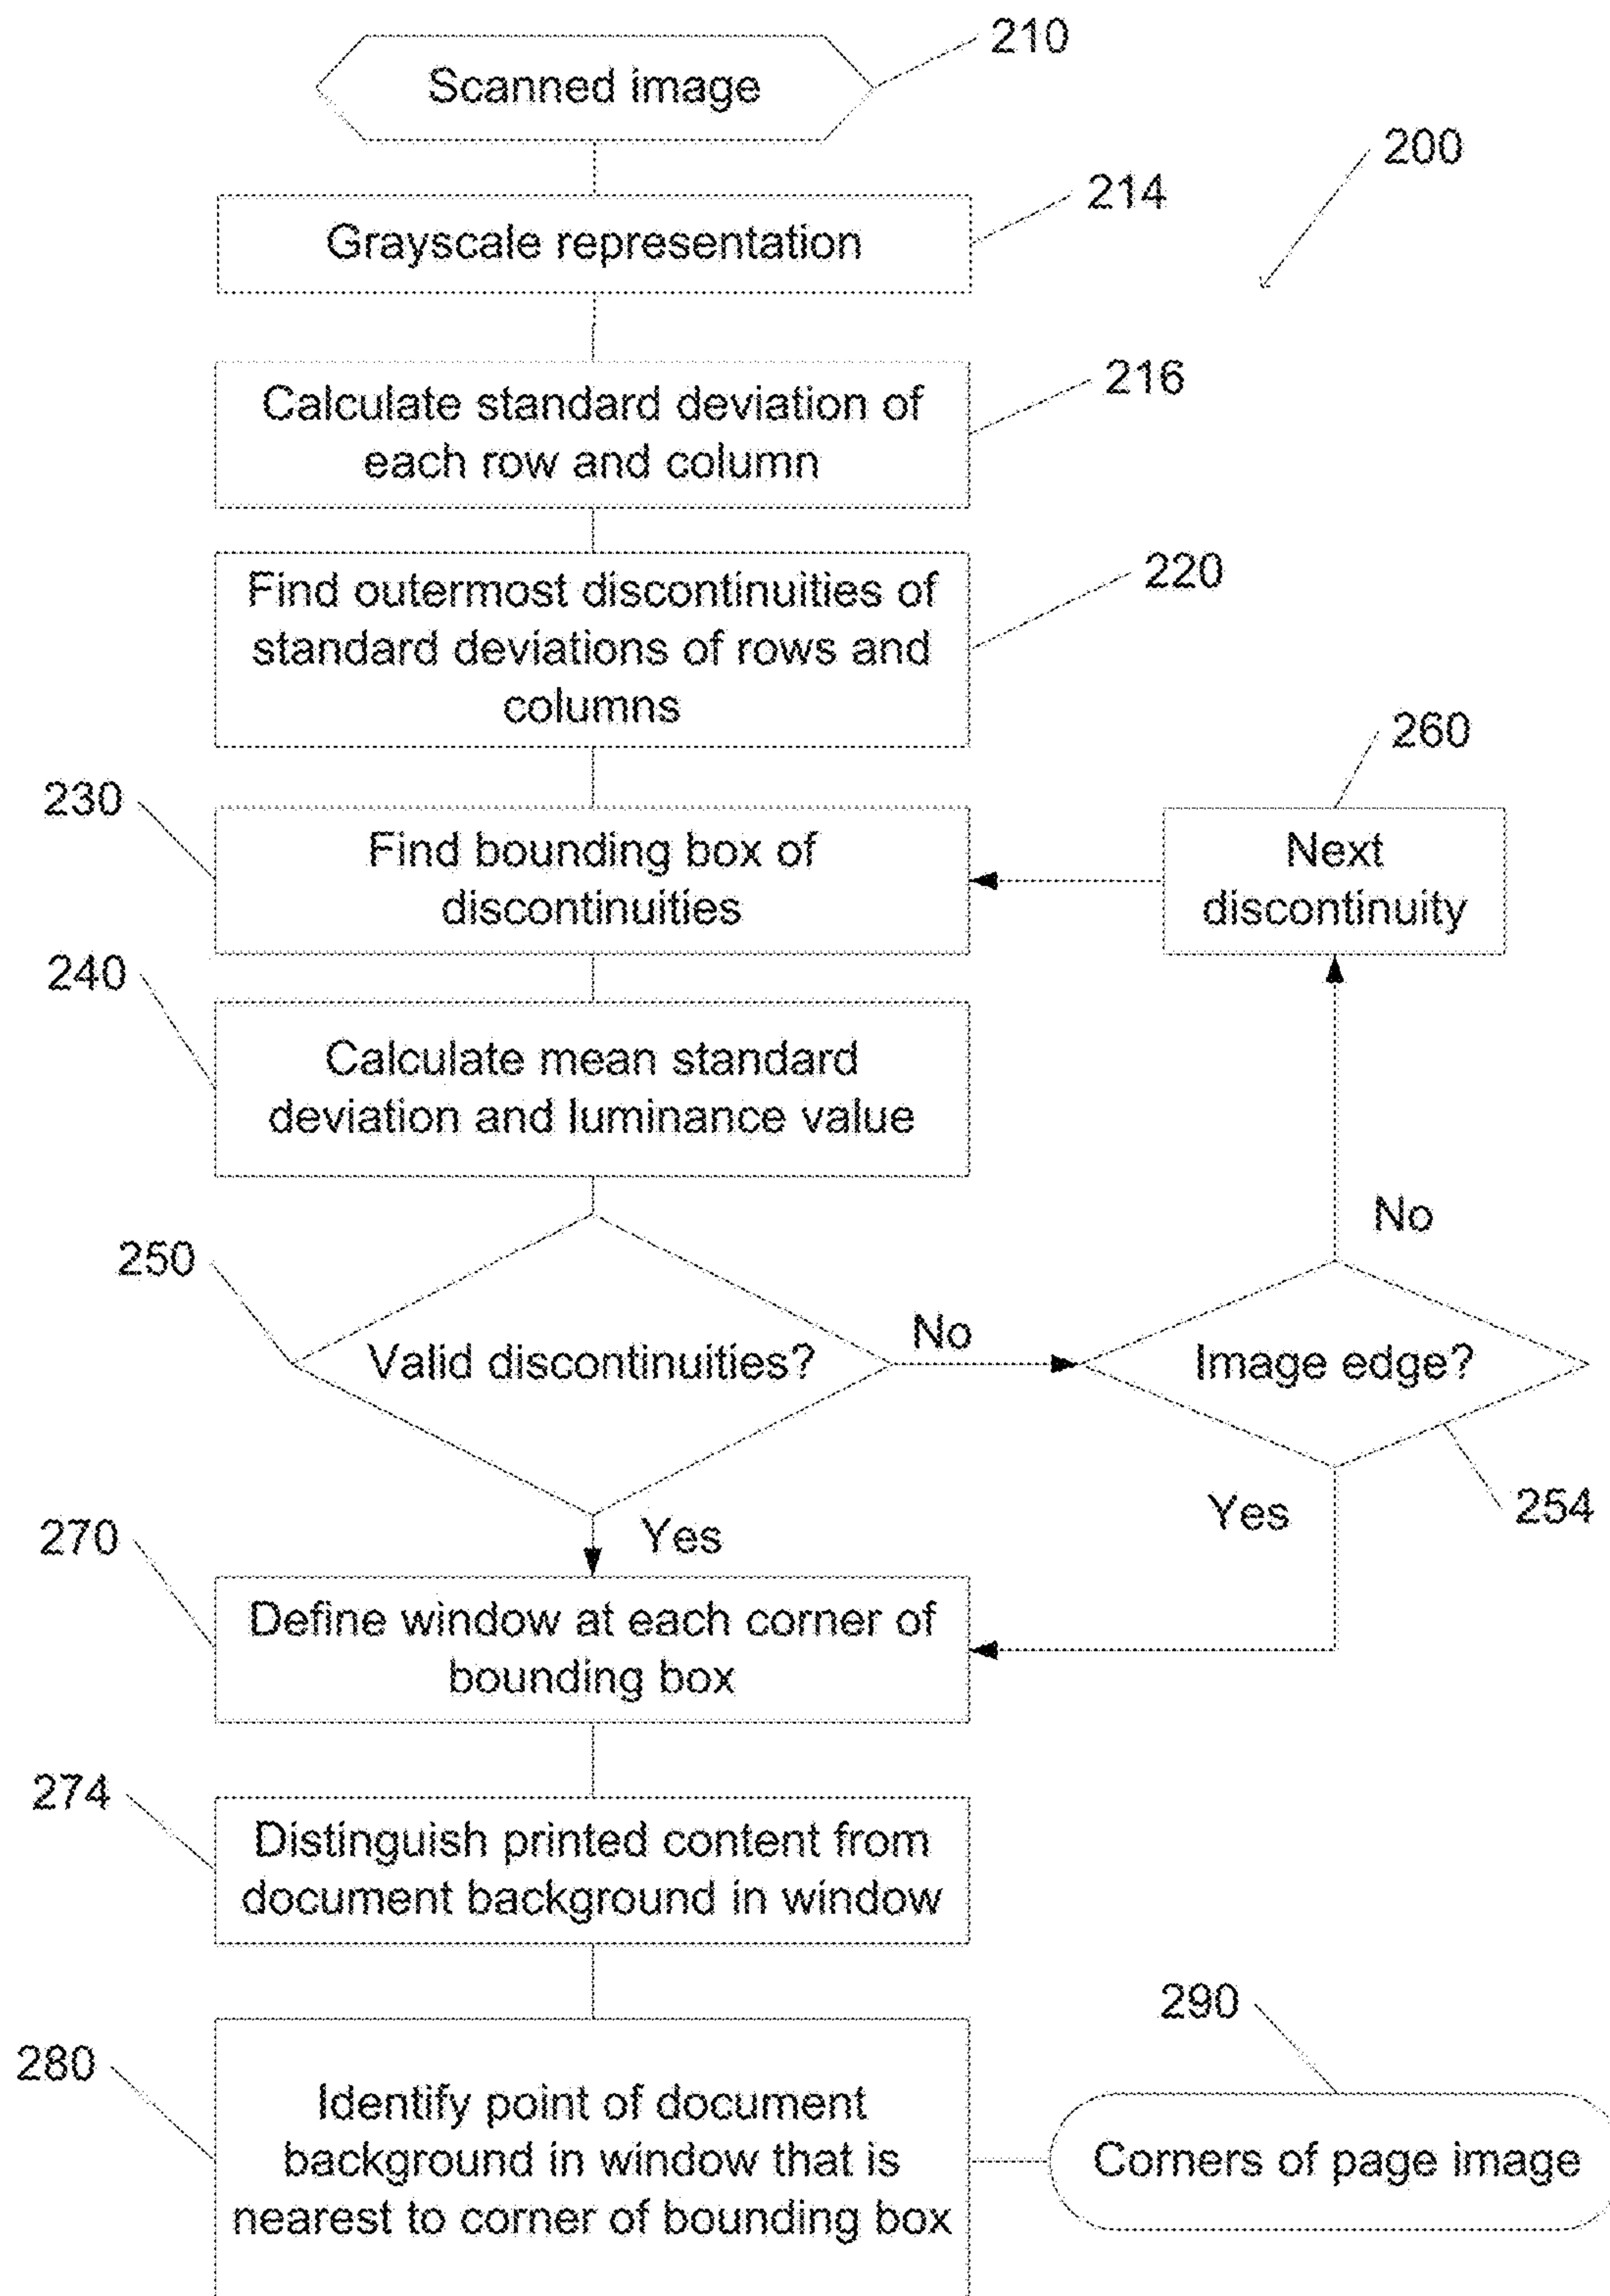 210
Scanned image
200
214
Grayscale representation
216
Calculate standard deviation of
each row and column
220
Find outermost discontinuities of
standard deviations of rows and
columns
260
230
Find bounding box of
discontinuities
Next
discontinuity
240
Calculate mean standard
deviation and luminance value
No
250
Valid discontinuities?
No
Image edge?
254
Yes
Yes
270
Define window at each corner of
bounding box
274
Distinguish printed content from
document background in window
290
280
Identify point of document
background in window that is
nearest to corner of bounding box
Corners of page image